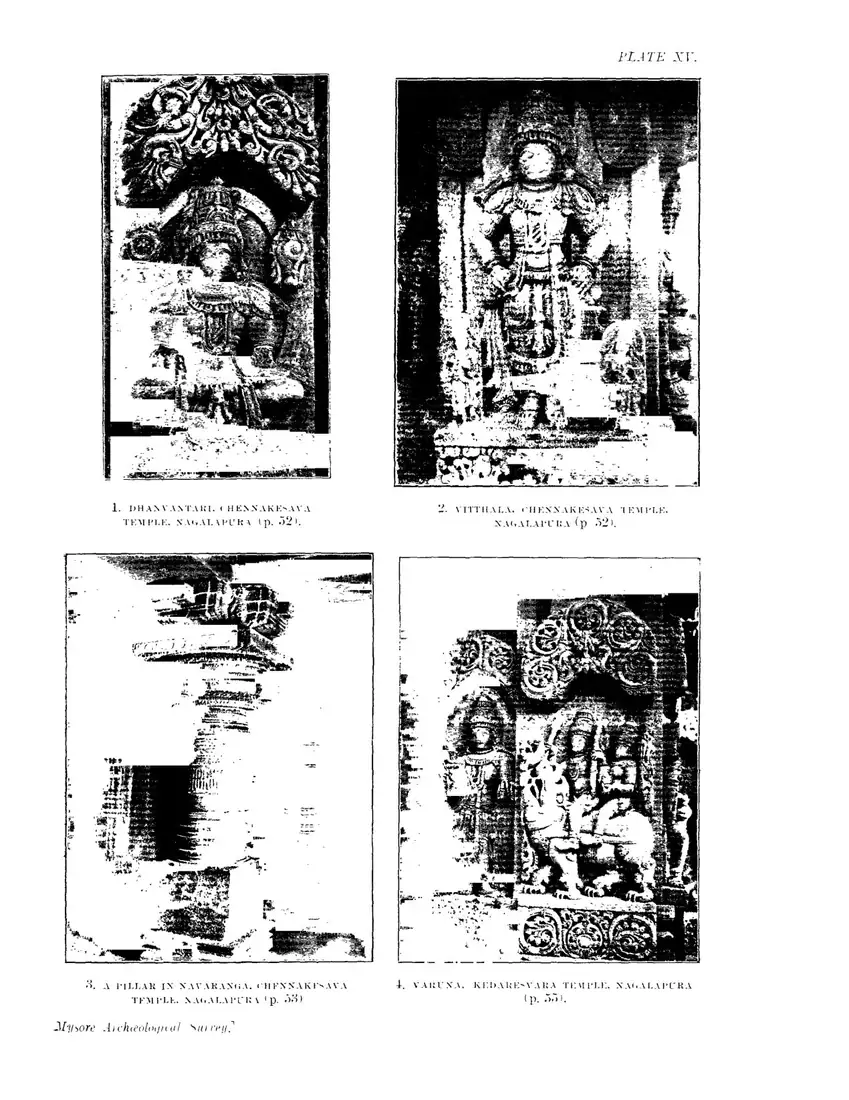 PLATE XV.
1. DHANVANTARI, CHENNAKESAVA
TEMPLE, NAGALAPURA (p. 52).
2. VITTHALA, CHENNAKESAVA TEMPLE,
NAGALAPURA (p 52).
3. A PILLAR IN NAVARANGA, CHENNAKESAVA
TEMPLE, NAGALAPURA (p. 53)
4. VARUNA, KEDARESVARA TEMPLE, NAGALAPURA
(p. 55).
Mysore Archæological Survey.